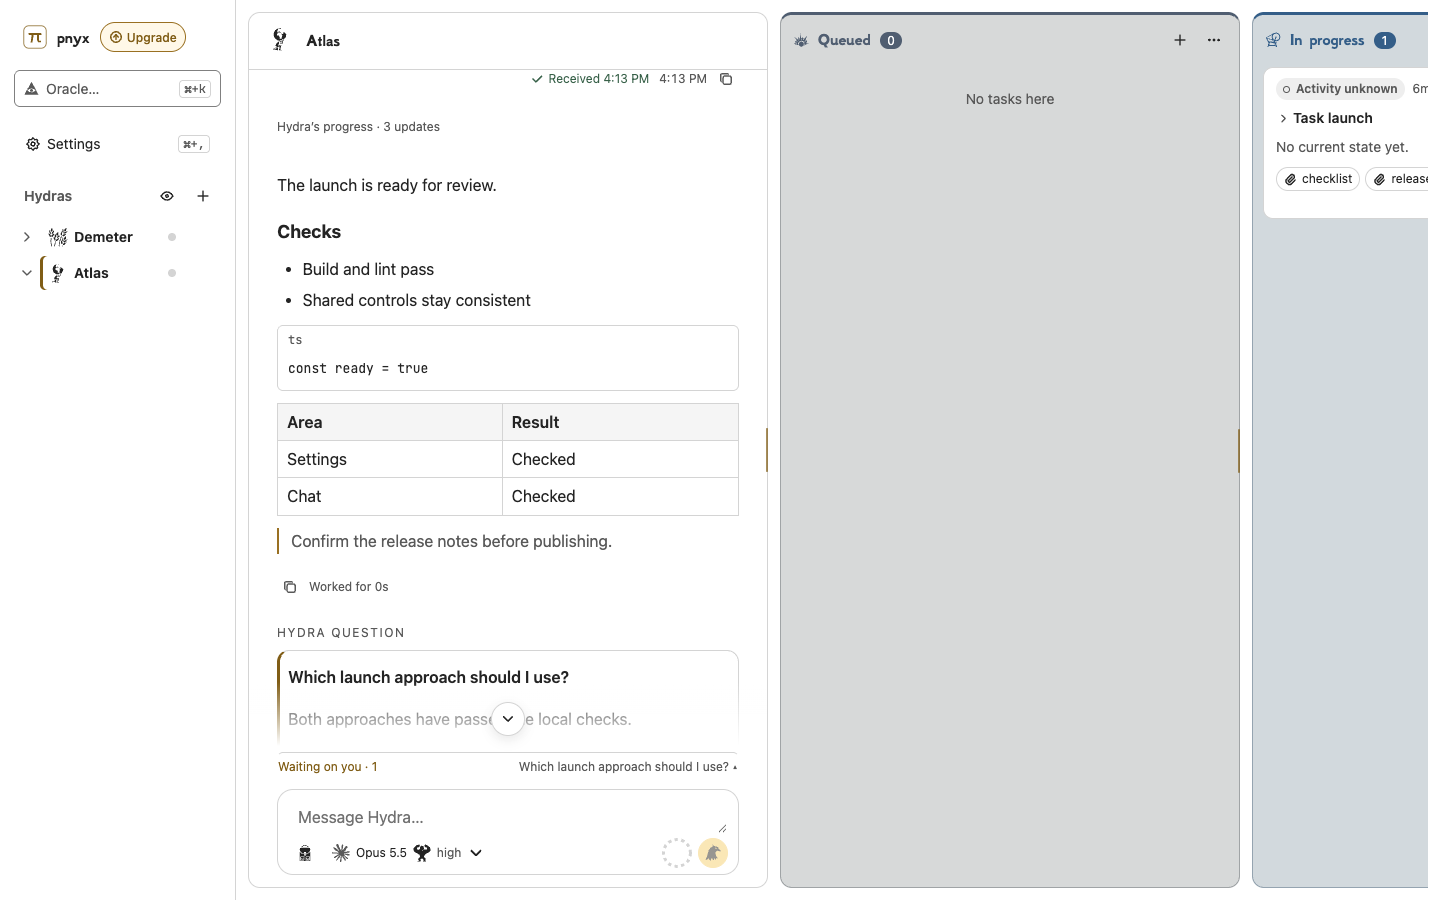 pnyx
Upgrade
Oracle...
⌘+K
Settings
⌘+,
Hydras
Demeter
Atlas
Atlas
Received 4:13 PM 4:13 PM
Hydra's progress · 3 updates
The launch is ready for review.
Checks
• Build and lint pass
• Shared controls stay consistent
ts
const ready = true
Area Result
Settings Checked
Chat Checked
Confirm the release notes before publishing.
Worked for 0s
HYDRA QUESTION
Which launch approach should I use?
Both approaches have local checks.
Waiting on you · 1 Which launch approach should I use?
Message Hydra...
Opus 5.5 high
Queued 0
No tasks here
In progress 1
Activity unknown 6m
Task launch
No current state yet.
checklist release